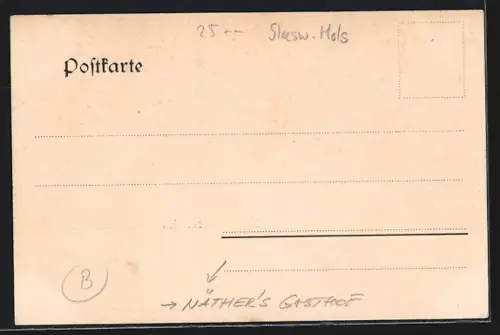 25 -- Slesw.-Hols
Postkarte
B
→ NÄTHER'S GASTHOF